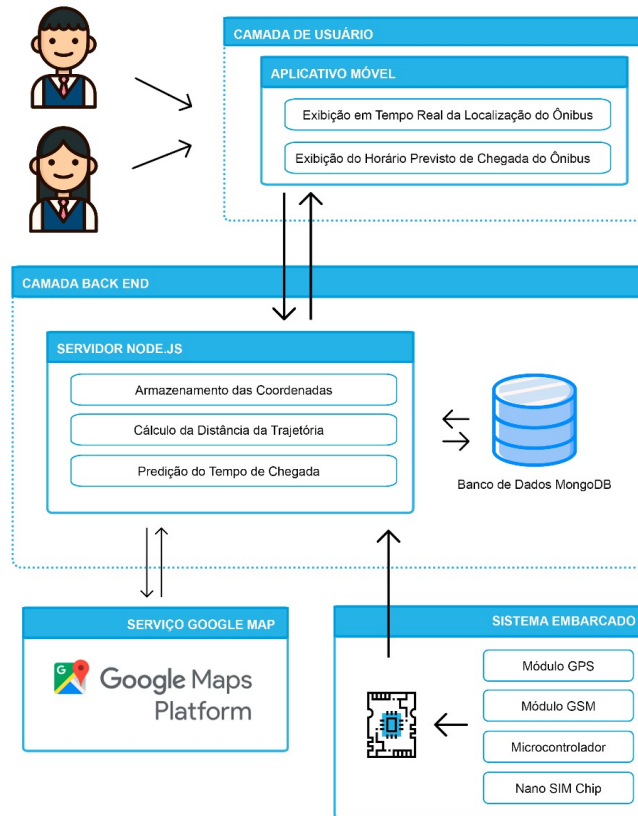 CAMADA DE USUÁRIO
APLICATIVO MÓVEL
Exibição em Tempo Real da Localização do Ônibus
Exibição do Horário Previsto de Chegada do Ônibus
CAMADA BACK END
SERVIDOR NODE.JS
Armazenamento das Coordenadas
Cálculo da Distância da Trajetória
Predição do Tempo de Chegada
Banco de Dados MongoDB
SERVIÇO GOOGLE MAP
G
Google Maps
Platform
SISTEMA EMBARCADO
Módulo GPS
Módulo GSM
Microcontrolador
Nano SIM Chip